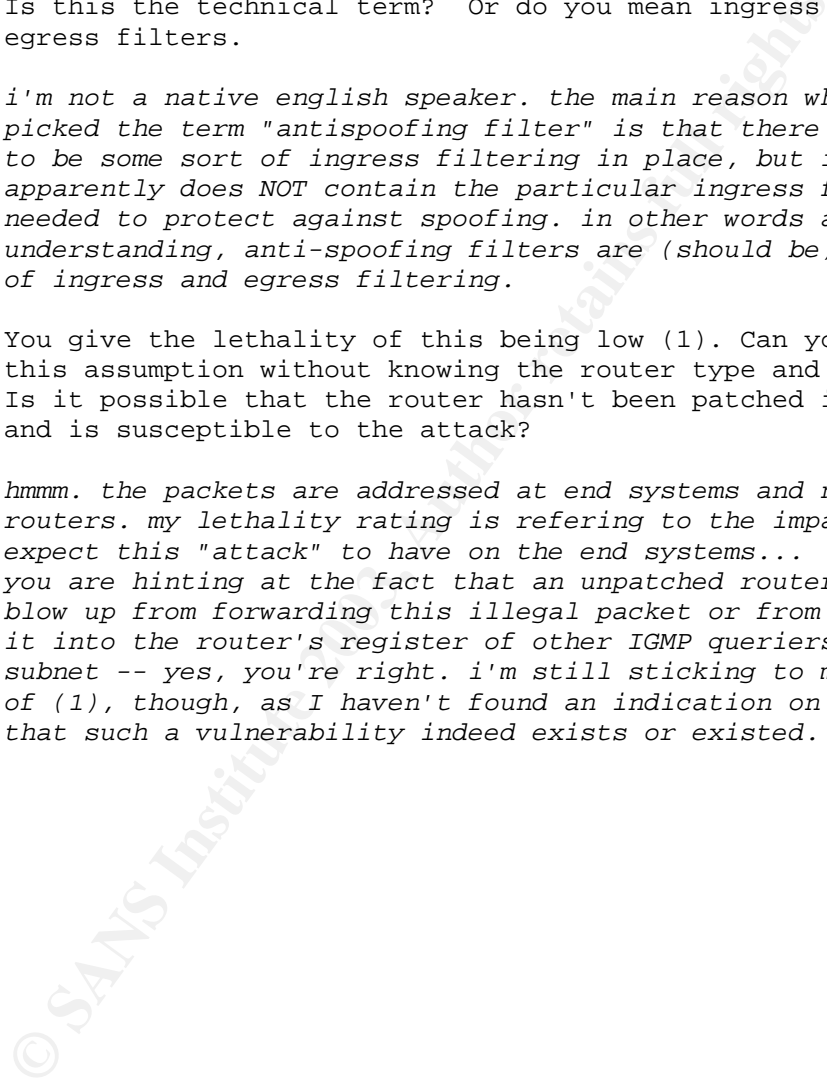 Is this the technical term?  Or do you mean ingress
egress filters.
i'm not a native english speaker. the main reason
picked the term "antispoofing filter" is that there
to be some sort of ingress filtering in place, but
apparently does NOT contain the particular ingress
needed to protect against spoofing. in other words
understanding, anti-spoofing filters are (should be)
of ingress and egress filtering.
You give the lethality of this being low (1). Can
this assumption without knowing the router type and
Is it possible that the router hasn't been patched
and is susceptible to the attack?
hmmm. the packets are addressed at end systems and
routers. my lethality rating is refering to the
expect this "attack" to have on the end systems...
you are hinting at the fact that an unpatched router
blow up from forwarding this illegal packet or from
it into the router's register of other IGMP queriers
subnet -- yes, you're right. i'm still sticking to
of (1), though, as I haven't found an indication on
that such a vulnerability indeed exists or existed.
© SANS Institute 2003, Author retains full rights